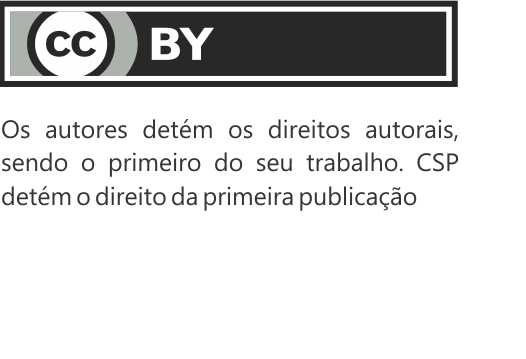 cc BY
Os autores detém os direitos autorais,
sendo o primeiro do seu trabalho. CSP
detém o direito da primeira publicação